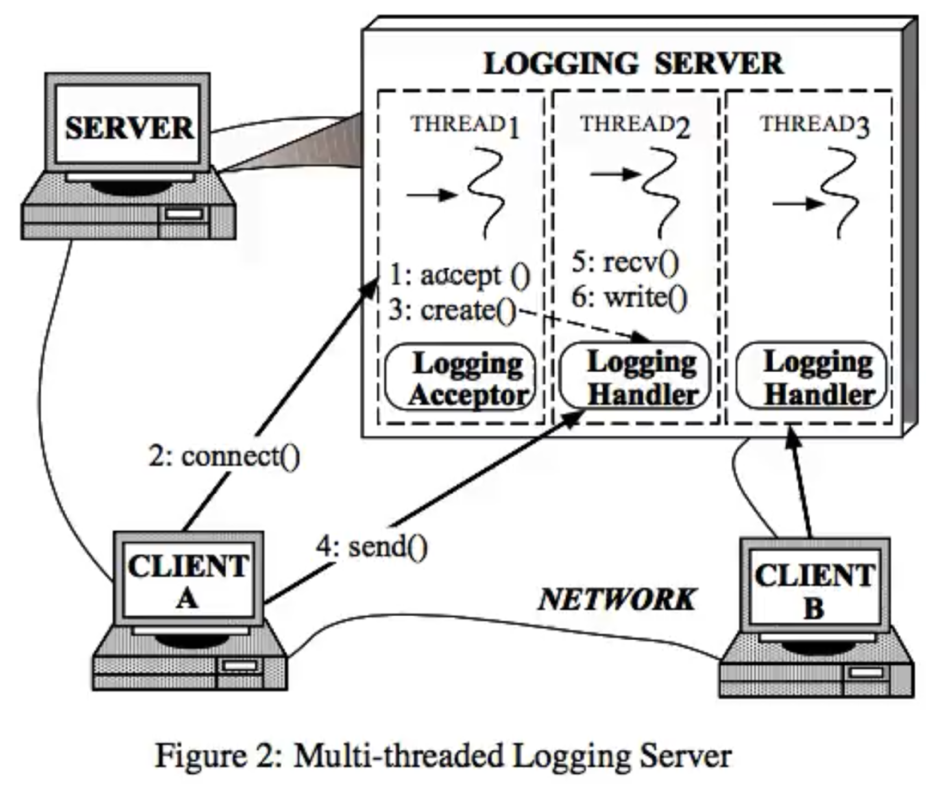 LOGGING SERVER
SERVER
THREAD1
THREAD2
THREAD3
1: accept ()
3: create()
5: recv()
6: write()
Logging
Acceptor
Logging
Handler
Logging
Handler
2: connect()
4: send()
CLIENT
A
NETWORK
CLIENT
B
Figure 2: Multi-threaded Logging Server